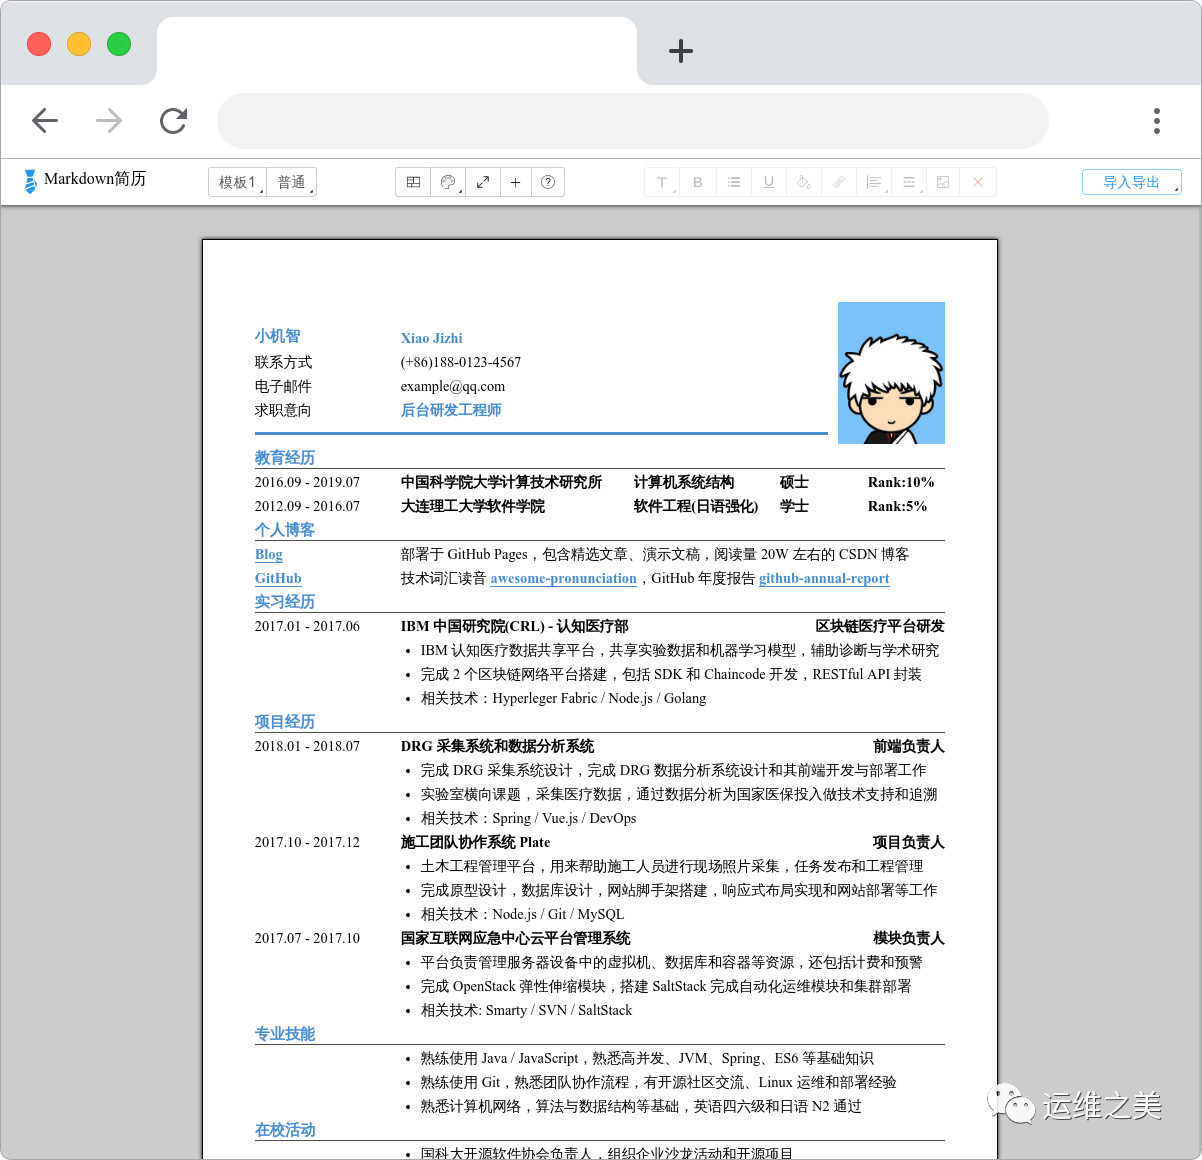 Markdown简历
模板1 普通
导入导出
小机智 Xiao Jizhi
联系方式 (+86)188-0123-4567
电子邮件 example@qq.com
求职意向 后台研发工程师
教育经历
2016.09 - 2019.07 中国科学院大学计算技术研究所 计算机系统结构 硕士 Rank:10%
2012.09 - 2016.07 大连理工大学软件学院 软件工程(日语强化) 学士 Rank:5%
个人博客
Blog 部署于 GitHub Pages，包含精选文章、演示文稿，阅读量 20W 左右的 CSDN 博客
GitHub 技术词汇读音 awesome-pronunciation，GitHub 年度报告 github-annual-report
实习经历
2017.01 - 2017.06 IBM 中国研究院(CRL) - 认知医疗部 区块链医疗平台研发
• IBM 认知医疗数据共享平台，共享实验数据和机器学习模型，辅助诊断与学术研究
• 完成 2 个区块链网络平台搭建，包括 SDK 和 Chaincode 开发，RESTful API 封装
• 相关技术：Hyperleger Fabric / Node.js / Golang
项目经历
2018.01 - 2018.07 DRG 采集系统和数据分析系统 前端负责人
• 完成 DRG 采集系统设计，完成 DRG 数据分析系统设计和其前端开发与部署工作
• 实验室横向课题，采集医疗数据，通过数据分析为国家医保投入做技术支持和追溯
• 相关技术：Spring / Vue.js / DevOps
2017.10 - 2017.12 施工团队协作系统 Plate 项目负责人
• 土木工程管理平台，用来帮助施工人员进行现场照片采集，任务发布和工程管理
• 完成原型设计，数据库设计，网站脚手架搭建，响应式布局实现和网站部署等工作
• 相关技术：Node.js / Git / MySQL
2017.07 - 2017.10 国家互联网应急中心云平台管理系统 模块负责人
• 平台负责管理服务器设备中的虚拟机、数据库和容器等资源，还包括计费和预警
• 完成 OpenStack 弹性伸缩模块，搭建 SaltStack 完成自动化运维模块和集群部署
• 相关技术: Smarty / SVN / SaltStack
专业技能
• 熟练使用 Java / JavaScript，熟悉高并发、JVM、Spring、ES6 等基础知识
• 熟练使用 Git，熟悉团队协作流程，有开源社区交流、Linux 运维和部署经验
• 熟悉计算机网络，算法与数据结构等基础，英语四六级和日语 N2 通过
在校活动
• 国科大开源软件协会负责人，组织企业沙龙活动和开源项目
运维之美